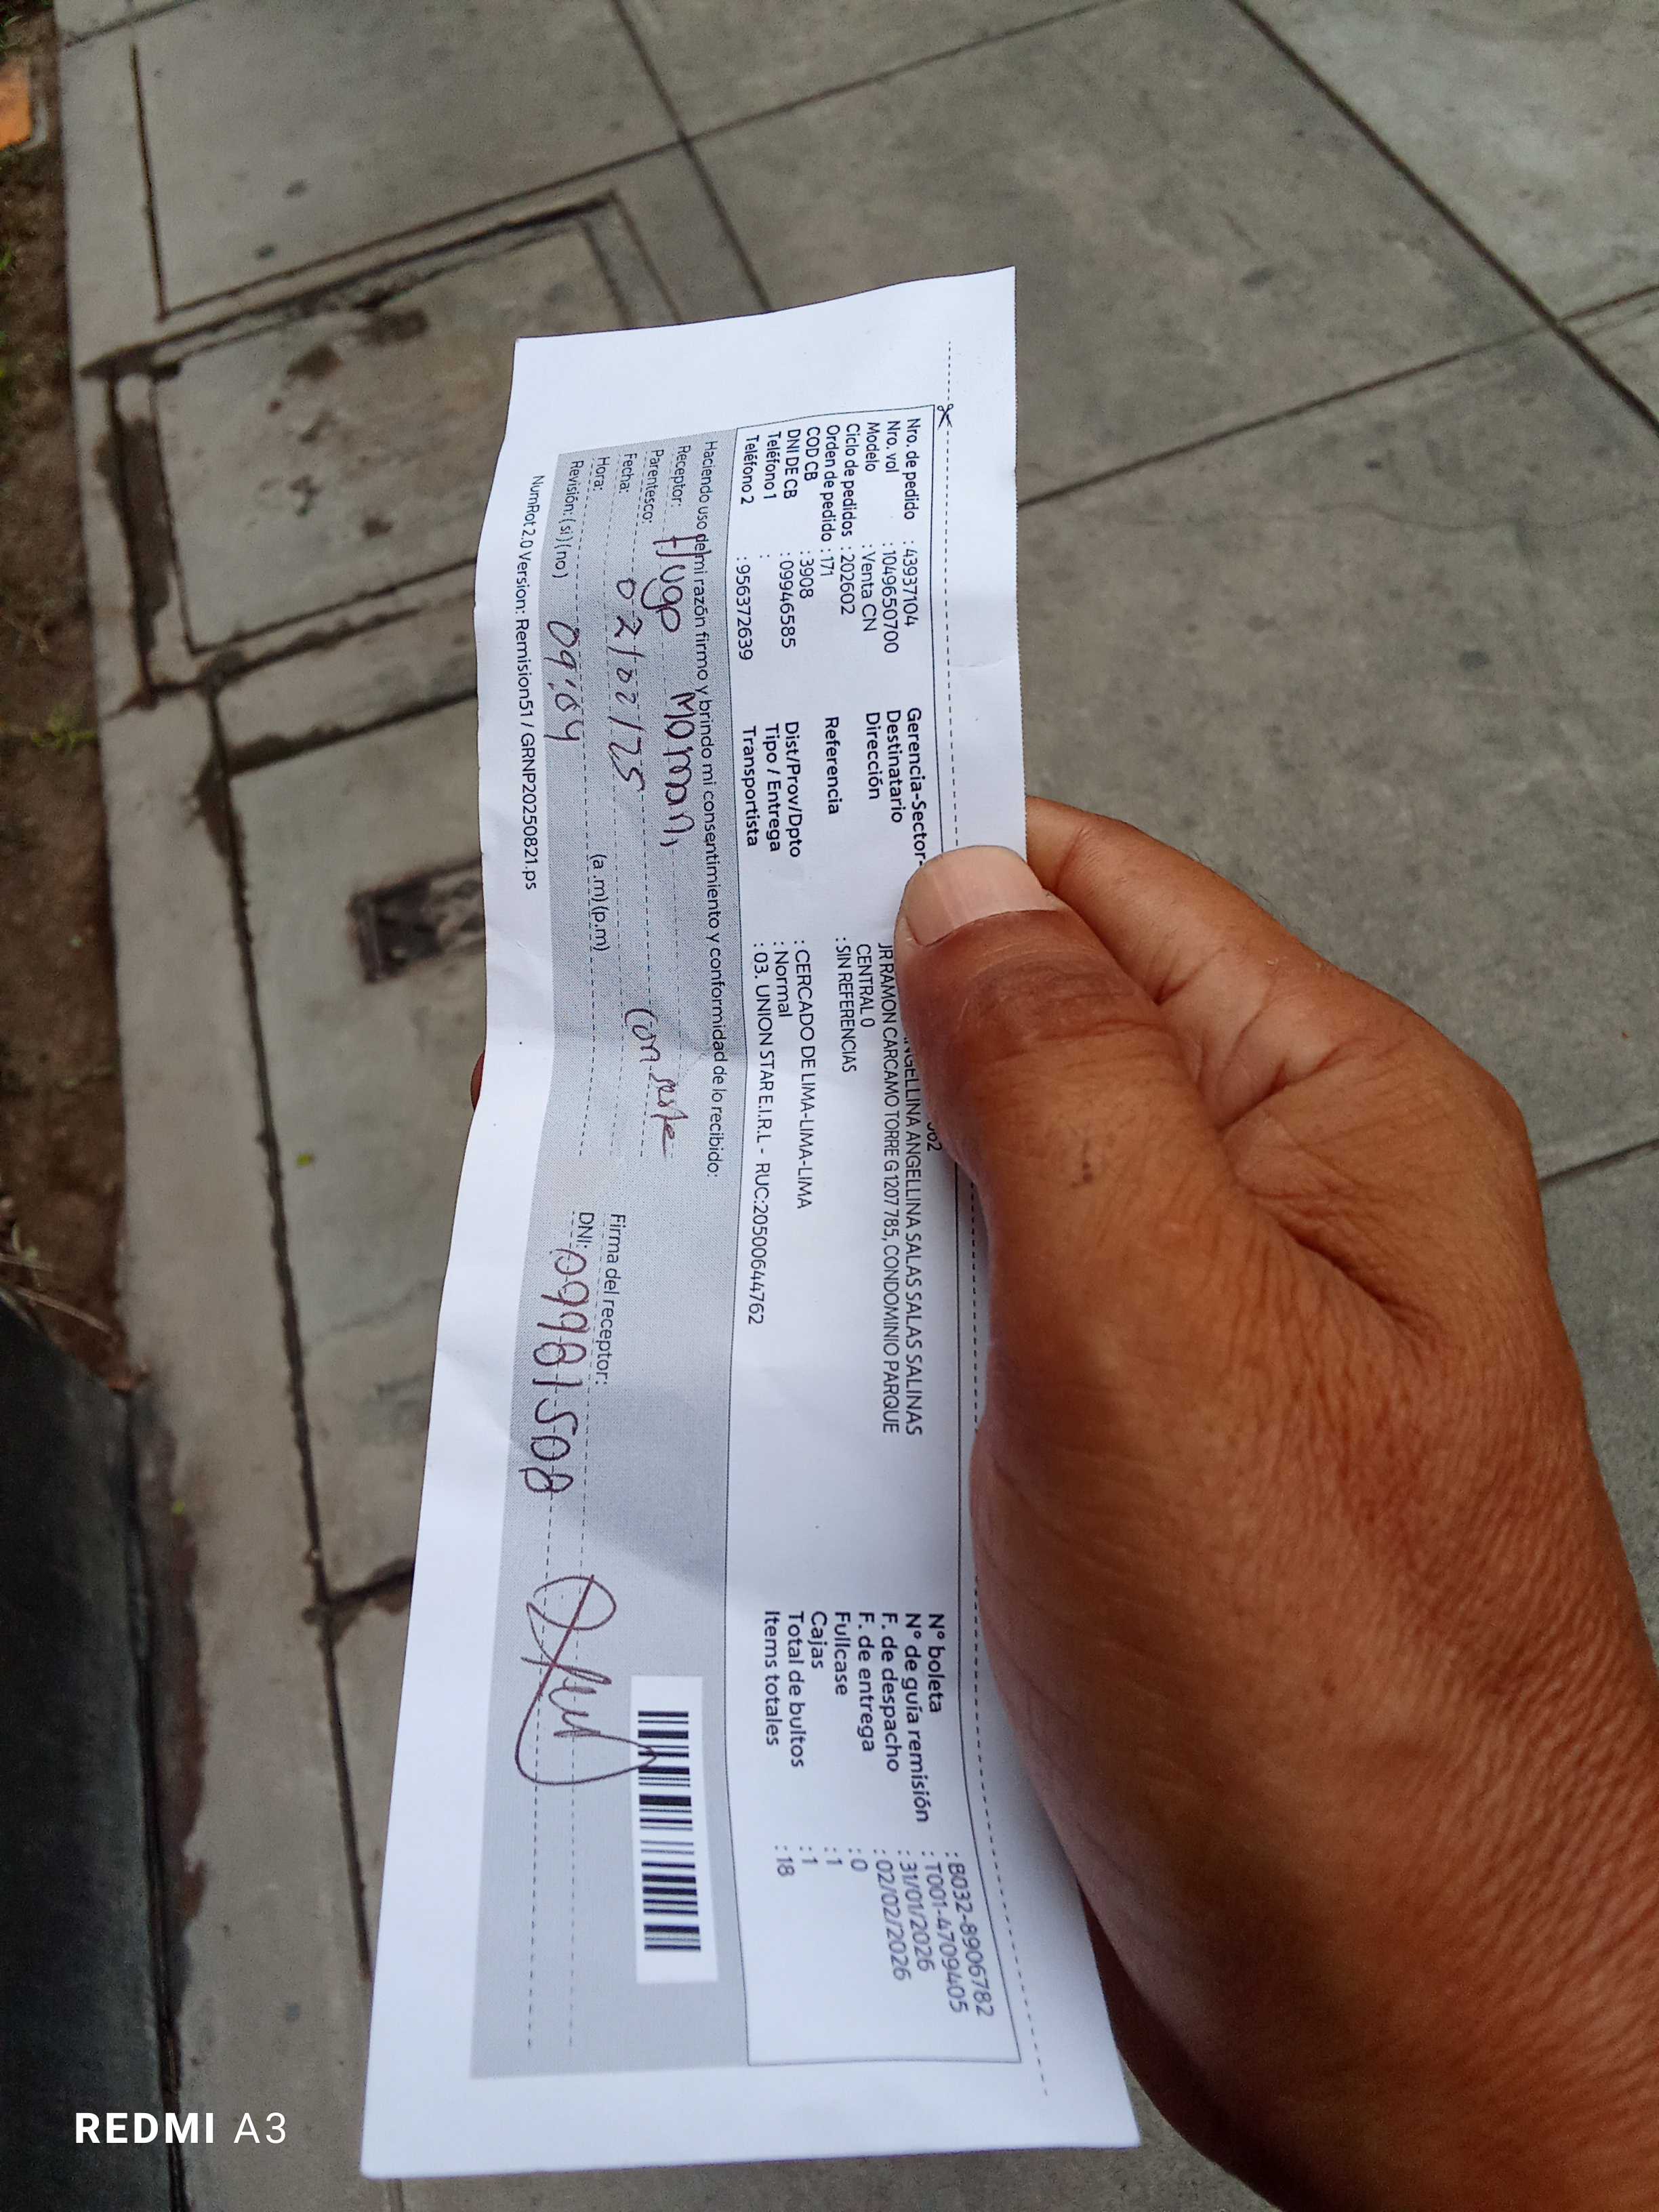 Nro. de pedido : 43937104
Nro. vol : 1049650700
Modelo : Venta CN
Ciclo de pedidos : 202602
Orden de pedido : 171
COD CB : 3908
DNI DE CB : 09946585
Teléfono 1 :
Teléfono 2 : 956372639
Gerencia-Sector-
Destinatario ANGELLINA ANGELLINA SALAS SALAS SALINAS
Dirección JR RAMON CARCAMO TORRE G1207 785, CONDOMINIO PARQUE
CENTRAL 0
Referencia : SIN REFERENCIAS
Dist/Prov/Dpto : CERCADO DE LIMA-LIMA-LIMA
Tipo / Entrega : Normal
Transportista : 03. UNION STAR E.I.R.L - RUC:20500644762
N° boleta : B032-8906782
N° de guía remisión : T001-4709405
F. de despacho : 31/01/2026
F. de entrega : 02/02/2026
Fullcase : 0
Cajas : 1
Total de bultos : 1
Items totales : 18
Haciendo uso de mi razón firmo y brindo mi consentimiento y conformidad de lo recibido:
Receptor: Hugo Maman,
Parentesco:
Fecha: 02/02/25
Hora: (a .m) (p.m)
Revisión: (si) (no) 09:04
Firma del receptor:
DNI: 09981508
NumRot 2.0 Version: Remision51 / GRNP20250821.ps
REDMI A3